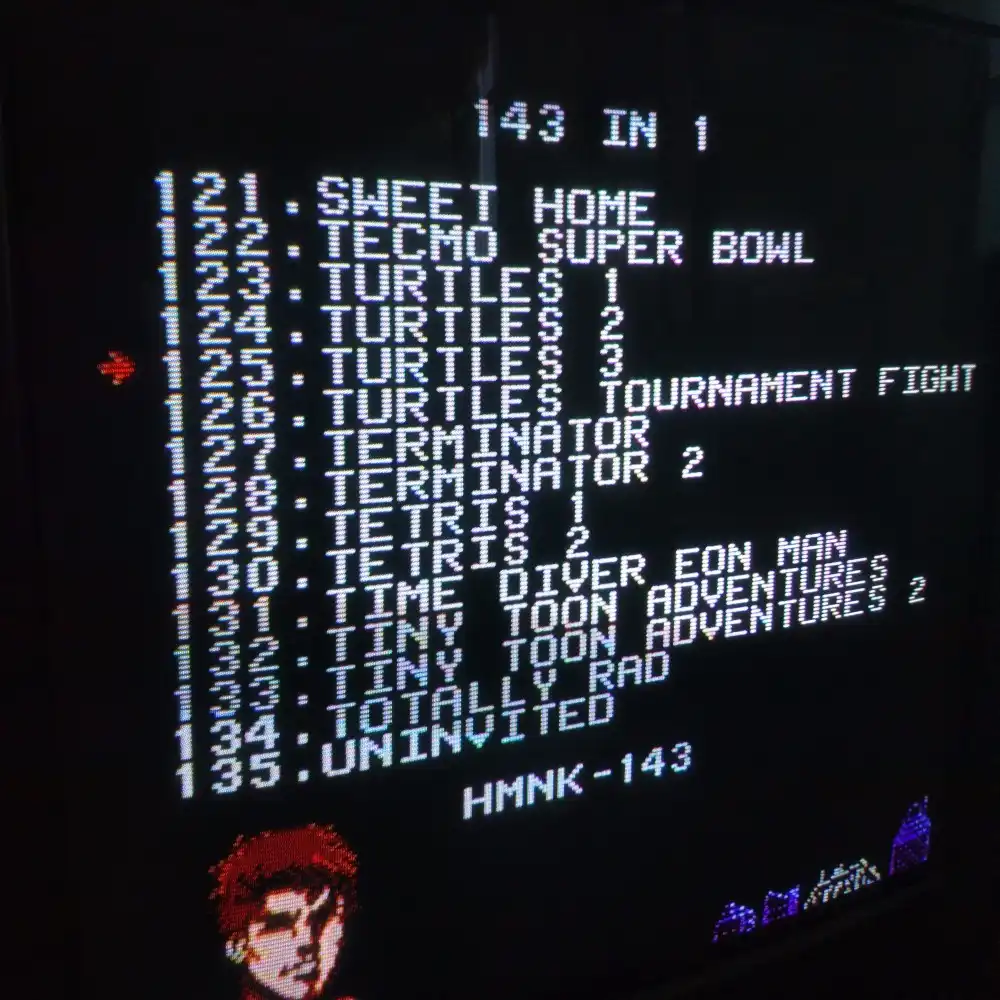 143 IN 1
121.SWEET HOME
122.TECMO SUPER BOWL
123.TURTLES 1
124.TURTLES 2
125.TURTLES 3
126.TURTLES TOURNAMENT FIGHT
127.TERMINATOR
128.TERMINATOR 2
129.TETRIS 1
130.TETRIS 2
131.TIME DIVER EON MAN
132.TINY TOON ADVENTURES
133.TINY TOON ADVENTURES 2
134.TOTALLY RAD
135.UNINVITED
HMNK-143